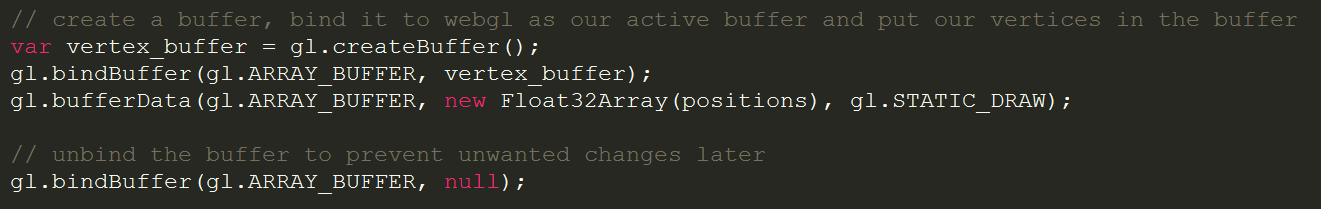 // create a buffer, bind it to webgl as our active buffer and put our vertices in the buffer
var vertex_buffer = gl.createBuffer();
gl.bindBuffer(gl.ARRAY_BUFFER, vertex_buffer);
gl.bufferData(gl.ARRAY_BUFFER, new Float32Array(positions), gl.STATIC_DRAW);
// unbind the buffer to prevent unwanted changes later
gl.bindBuffer(gl.ARRAY_BUFFER, null);